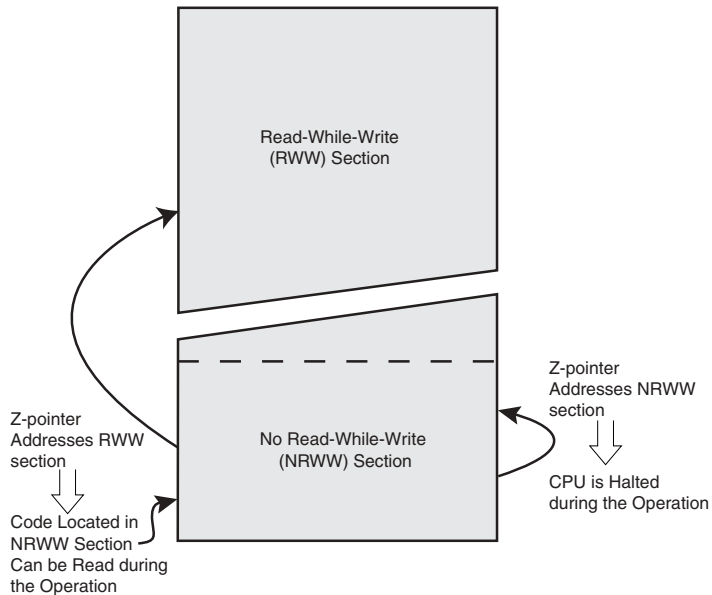 Read-While-Write
(RWW) Section
Z-pointer
Addresses NRWW
section
Z-pointer
Addresses RWW
section
No Read-While-Write
(NRWW) Section
CPU is Halted
during the Operation
Code Located in
NRWW Section
Can be Read during
the Operation